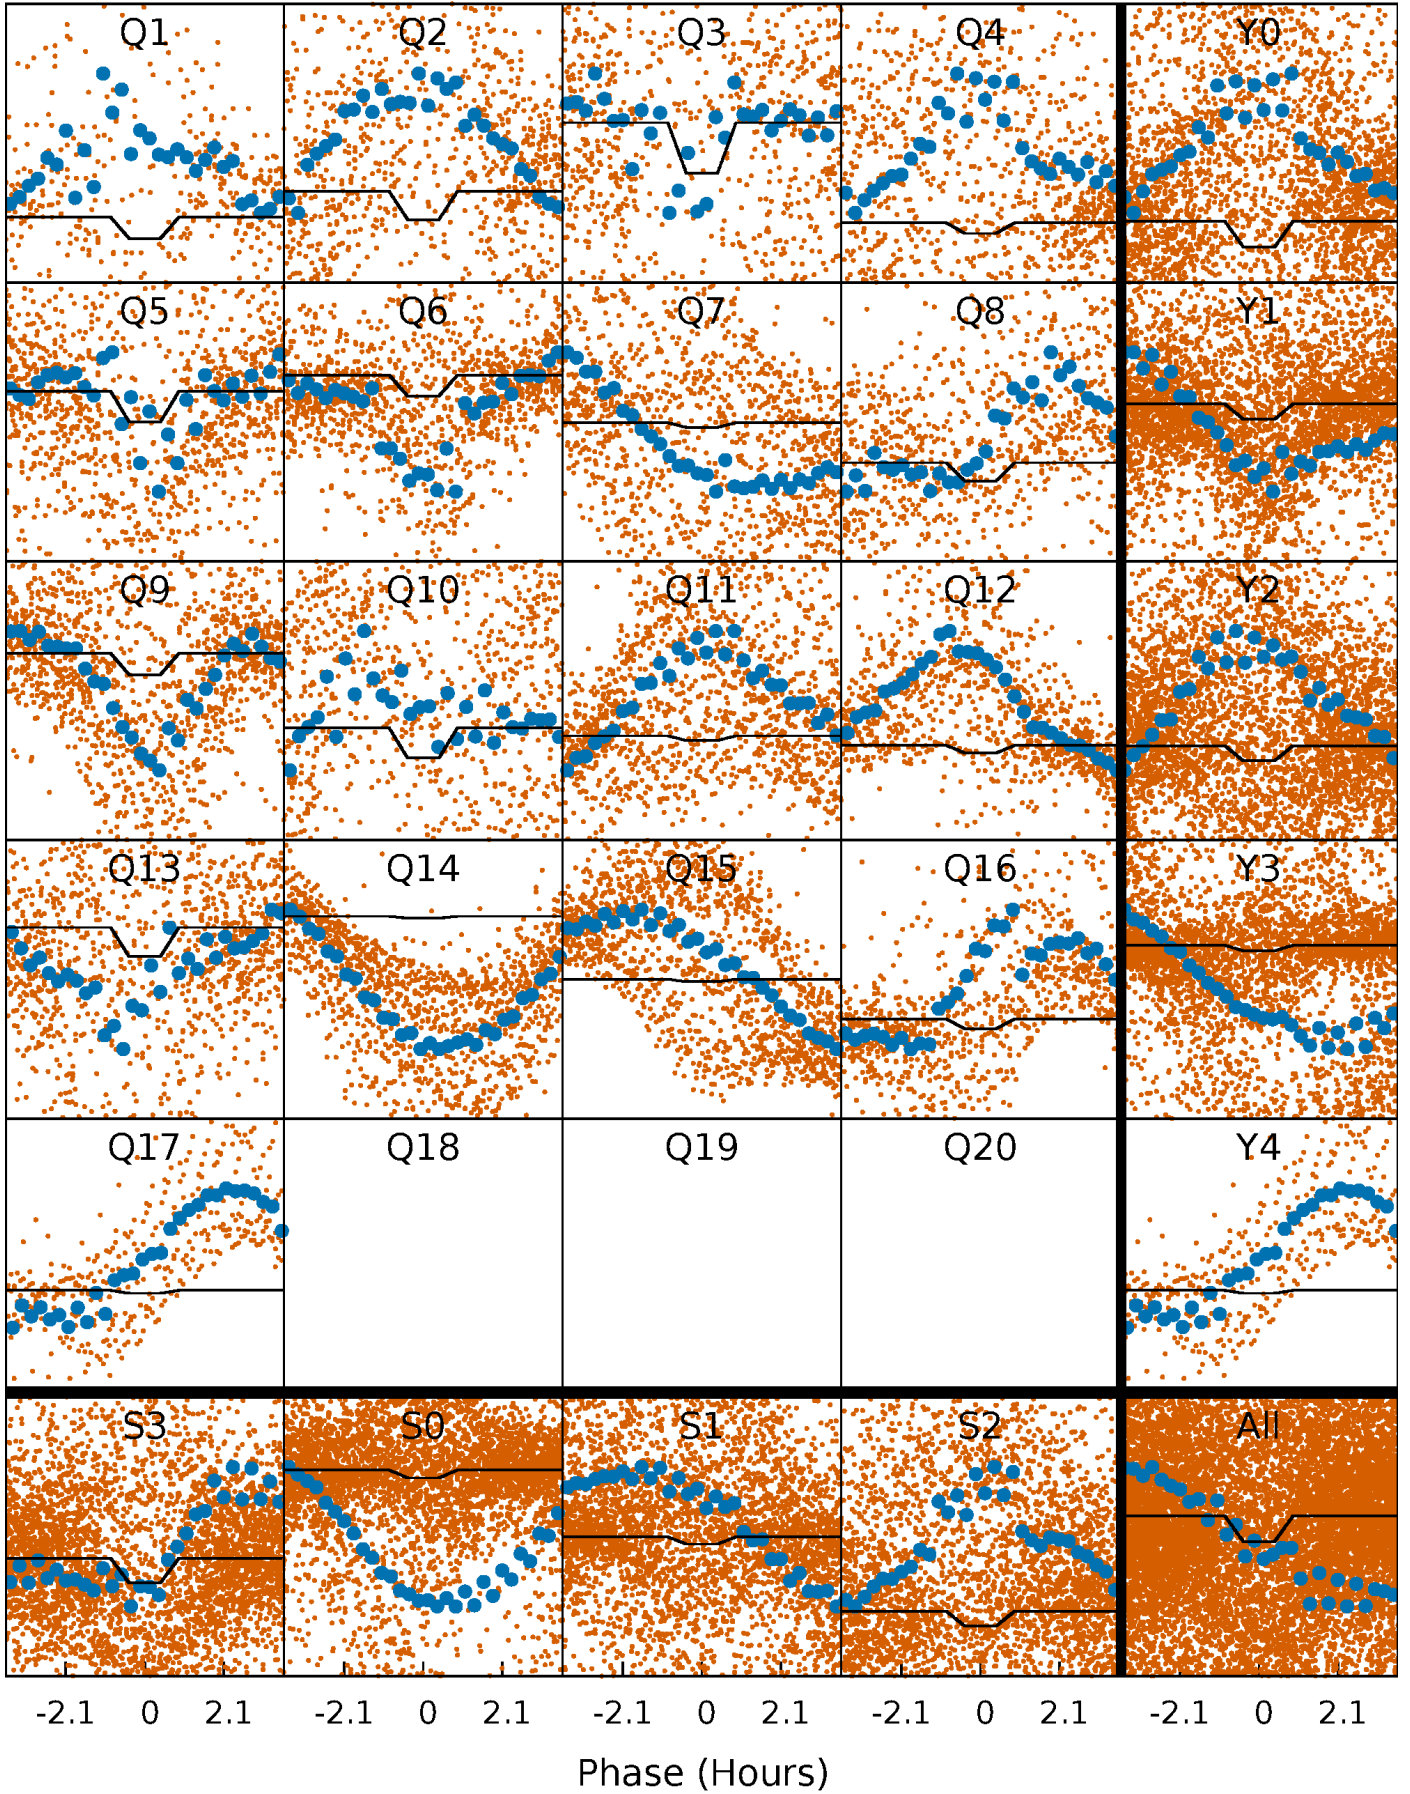 Q1 Q2 Q3 Q4 Y0
Q5 Q6 Q7 Q8 Y1
Q9 Q10 Q11 Q12 Y2
Q13 Q14 Q15 Q16 Y3
Q17 Q18 Q19 Q20 Y4
S3 S0 S1 S2 All
-2.1 0 2.1 -2.1 0 2.1 -2.1 0 2.1 -2.1 0 2.1 -2.1 0 2.1
Phase (Hours)